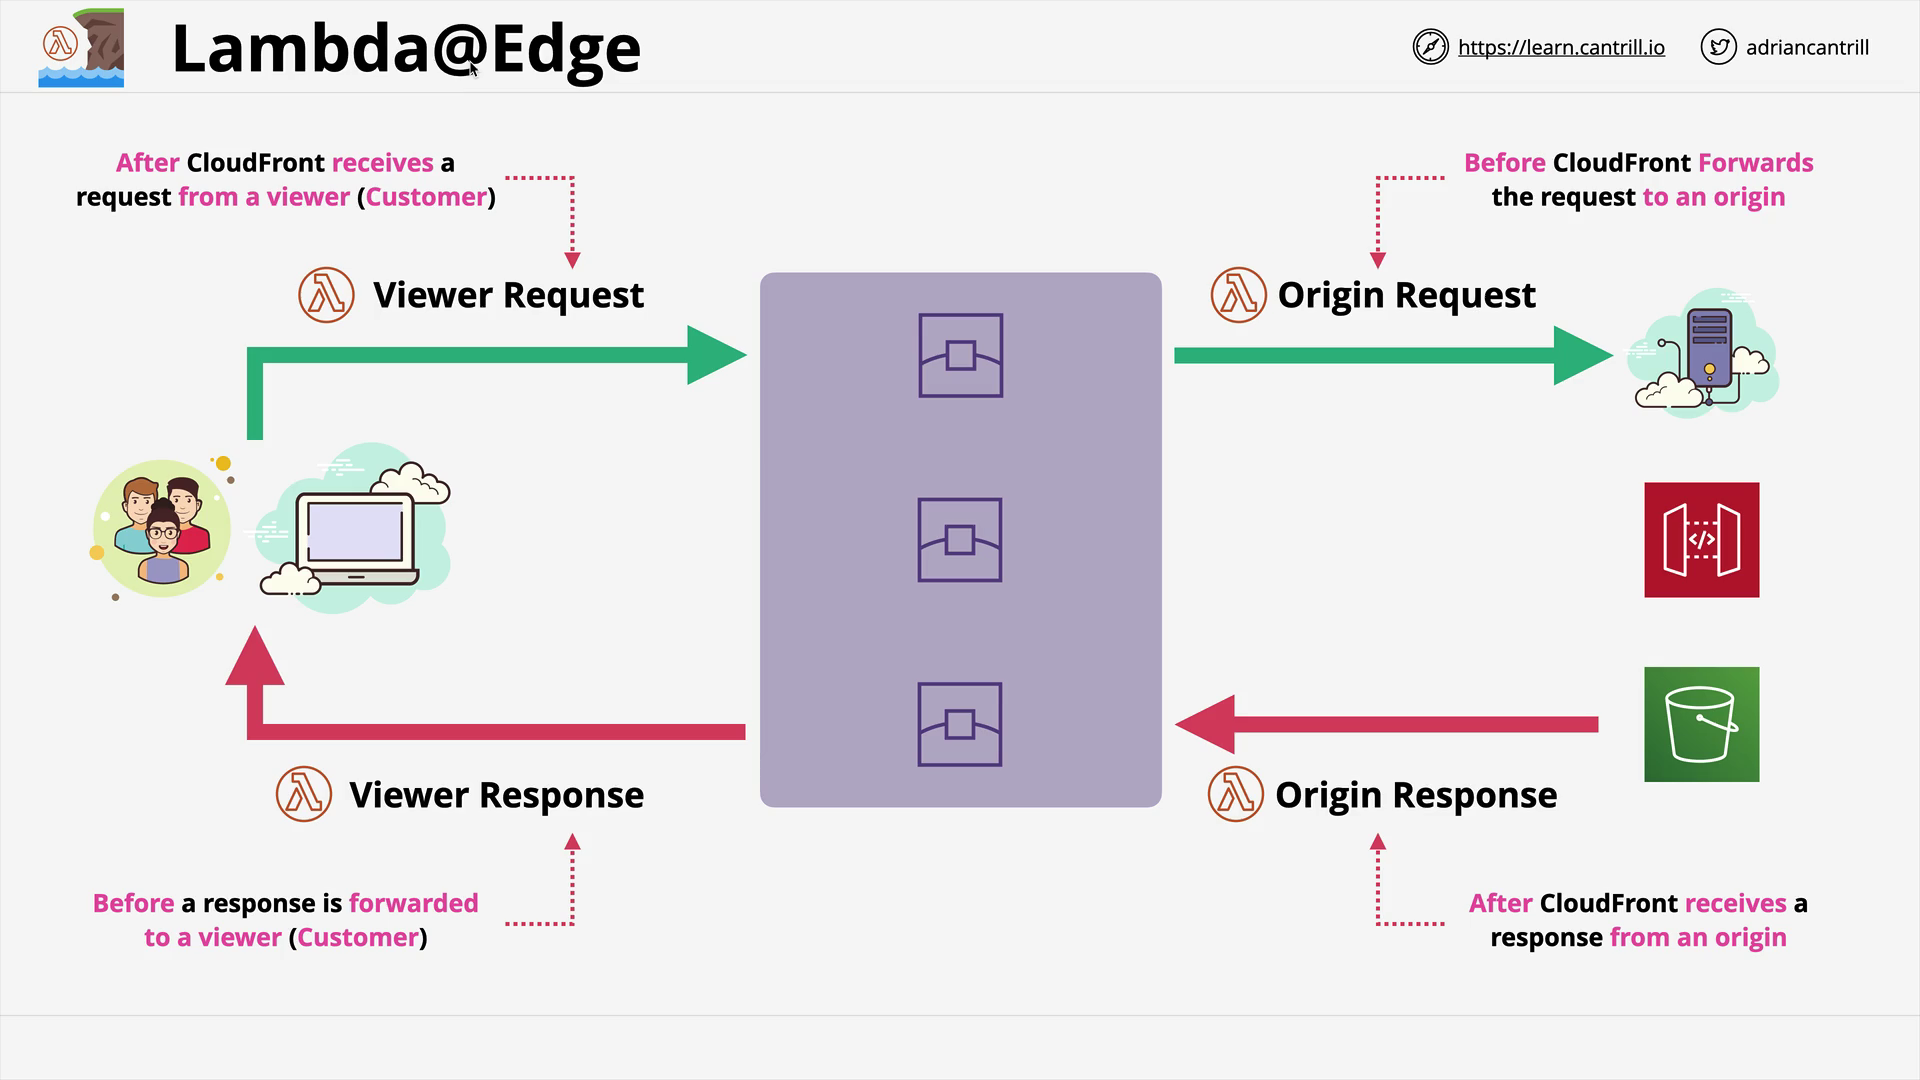 Lambda@Edge
https://learn.cantrill.io
adriancantrill
After CloudFront receives a
request from a viewer (Customer)
Before CloudFront Forwards
the request to an origin
Viewer Request
Origin Request
</>
Viewer Response
Origin Response
Before a response is forwarded
to a viewer (Customer)
After CloudFront receives a
response from an origin